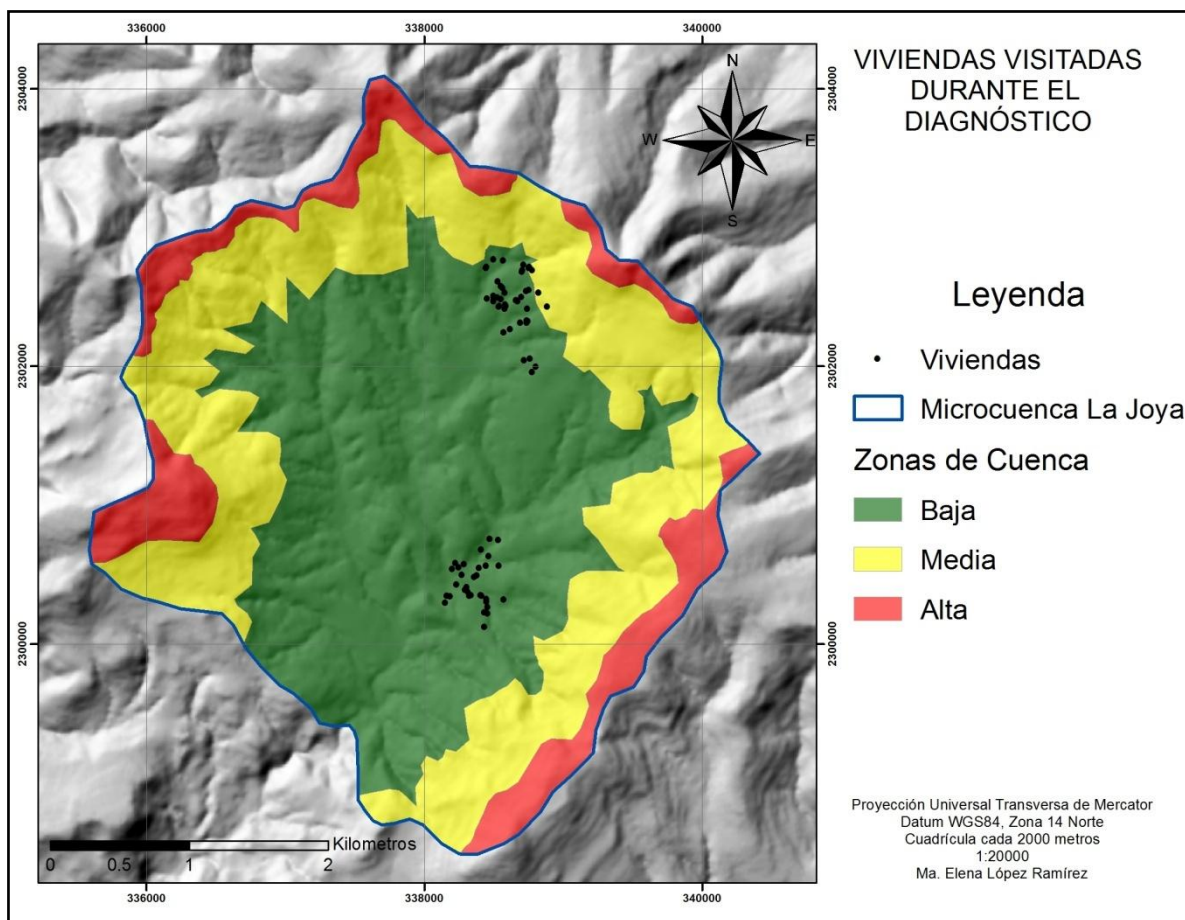 336000
338000
340000
2304000
2304000
2302000
2302000
2300000
2300000
VIVIENDAS VISITADAS
DURANTE EL
DIAGNÓSTICO
N
W
E
S
Leyenda
Viviendas
Microcuenca La Joya
Zonas de Cuenca
Baja
Media
Alta
Kilometros
0
0.5
1
2
336000
338000
340000
Proyección Universal Transversa de Mercator
Datum WGS84, Zona 14 Norte
Cuadrícula cada 2000 metros
1:20000
Ma. Elena López Ramírez